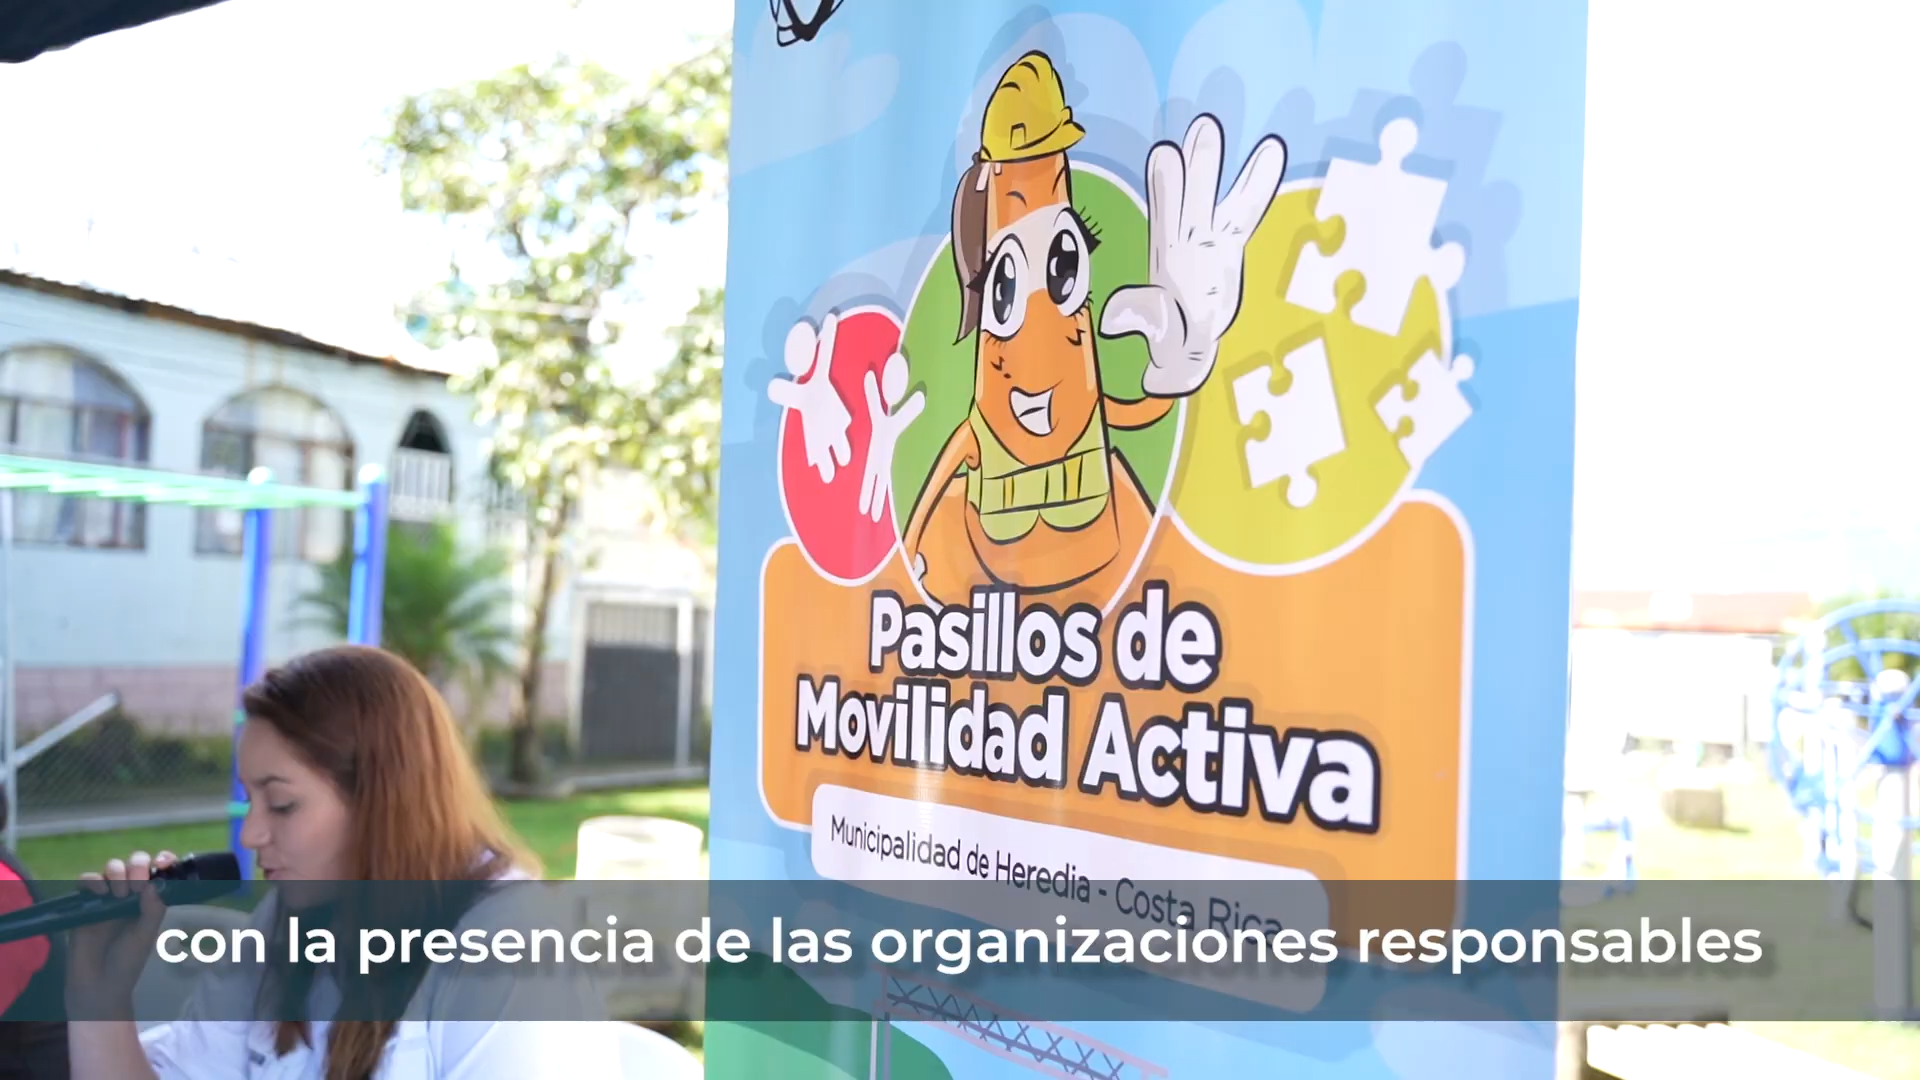 Pasillos de
Movilidad Activa
Municipalidad de Heredia - Costa Rica
con la presencia de las organizaciones responsables